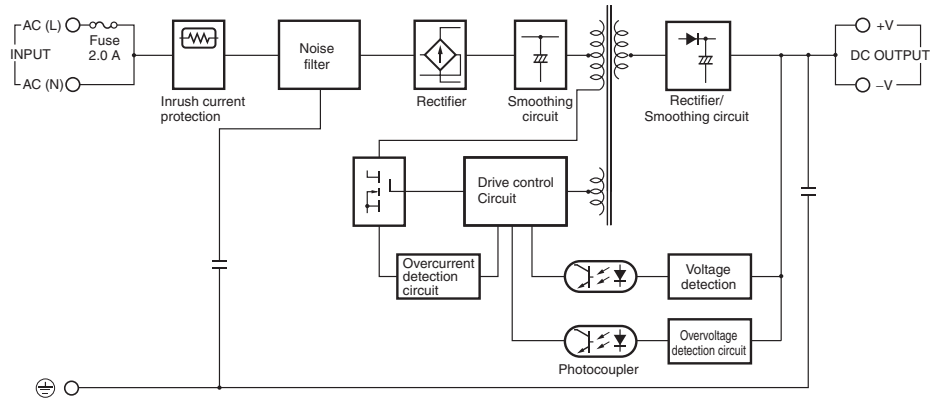 AC (L)
Fuse
2.0 A
INPUT
AC (N)
Inrush current
protection
Noise
filter
Rectifier
Smoothing
circuit
Rectifier/
Smoothing circuit
+V
DC OUTPUT
–V
Drive control
Circuit
Overcurrent
detection
circuit
Voltage
detection
Overvoltage
detection circuit
Photocoupler